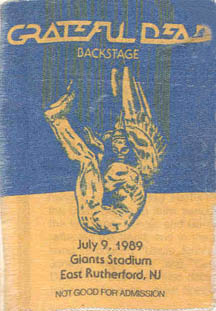 GRATEFUL DEAD
BACKSTAGE
July 9, 1989
Giants Stadium
East Rutherford, NJ
NOT GOOD FOR ADMISSION